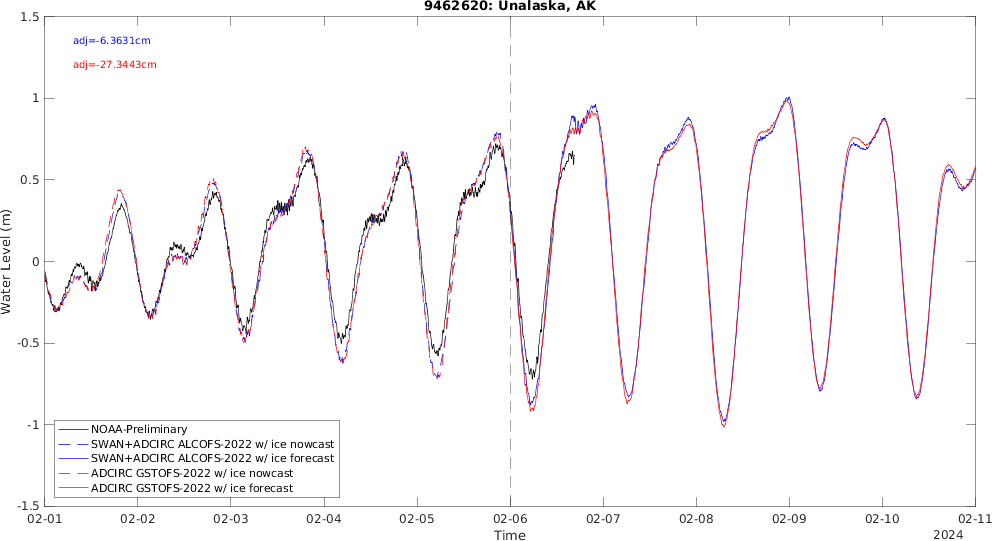 9462620: Unalaska, AK
adj=-6.3631cm
adj=-27.3443cm
1.5
1
0.5
0
-0.5
-1
-1.5
Water Level (m)
NOAA-Preliminary
SWAN+ADCIRC ALCOFS-2022 w/ ice nowcast
SWAN+ADCIRC ALCOFS-2022 w/ ice forecast
ADCIRC GSTOFS-2022 w/ ice nowcast
ADCIRC GSTOFS-2022 w/ ice forecast
02-01 02-02 02-03 02-04 02-05 02-06 02-07 02-08 02-09 02-10 02-11
Time
2024